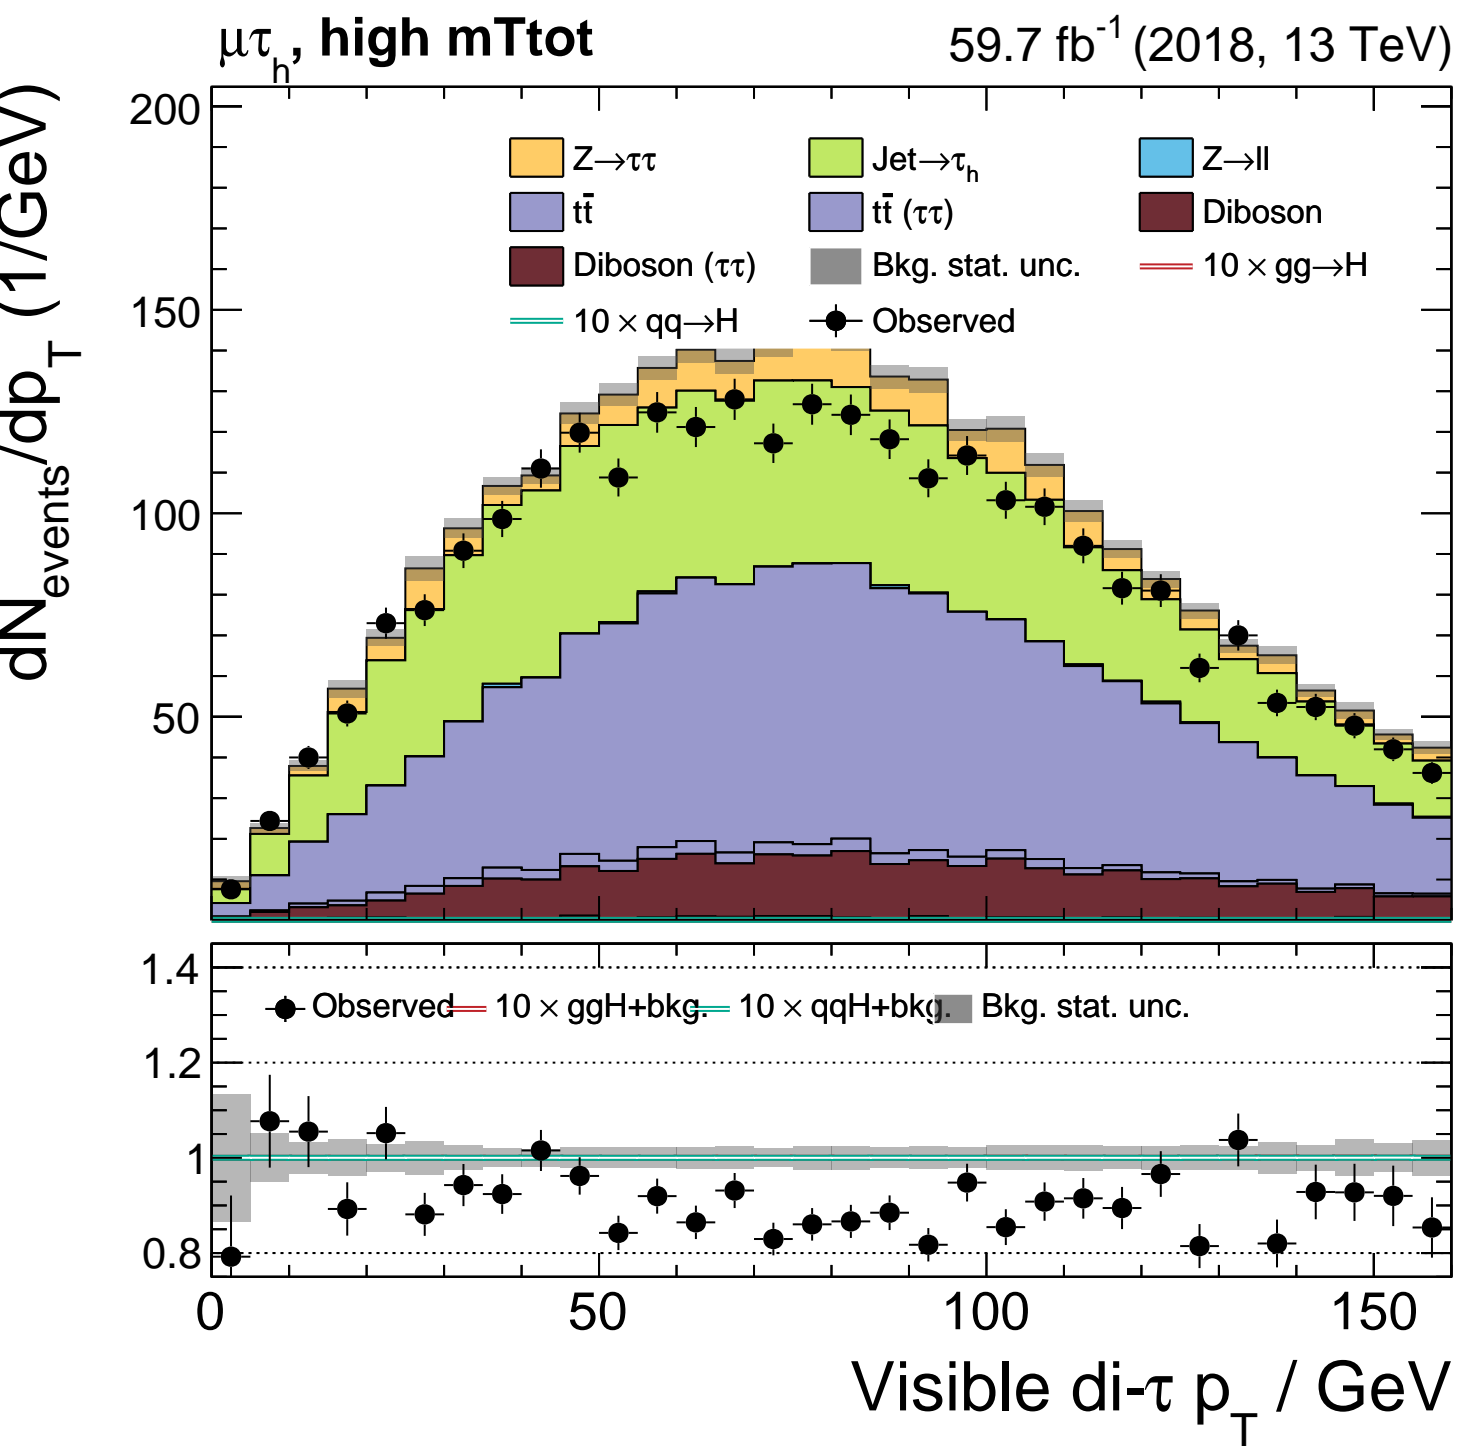 μτh, high mTtot 59.7 fb-1 (2018, 13 TeV)
dNevents/dpT (1/GeV)
200
150
100
50
Z→ττ Jet→τh Z→ll
tt̄ tt̄ (ττ) Diboson
Diboson (ττ) Bkg. stat. unc. 10 × gg→H
10 × qq→H Observed
1.4
1.2
1
0.8
Observed 10 × ggH+bkg. 10 × qqH+bkg. Bkg. stat. unc.
0 50 100 150
Visible di-τ pT / GeV